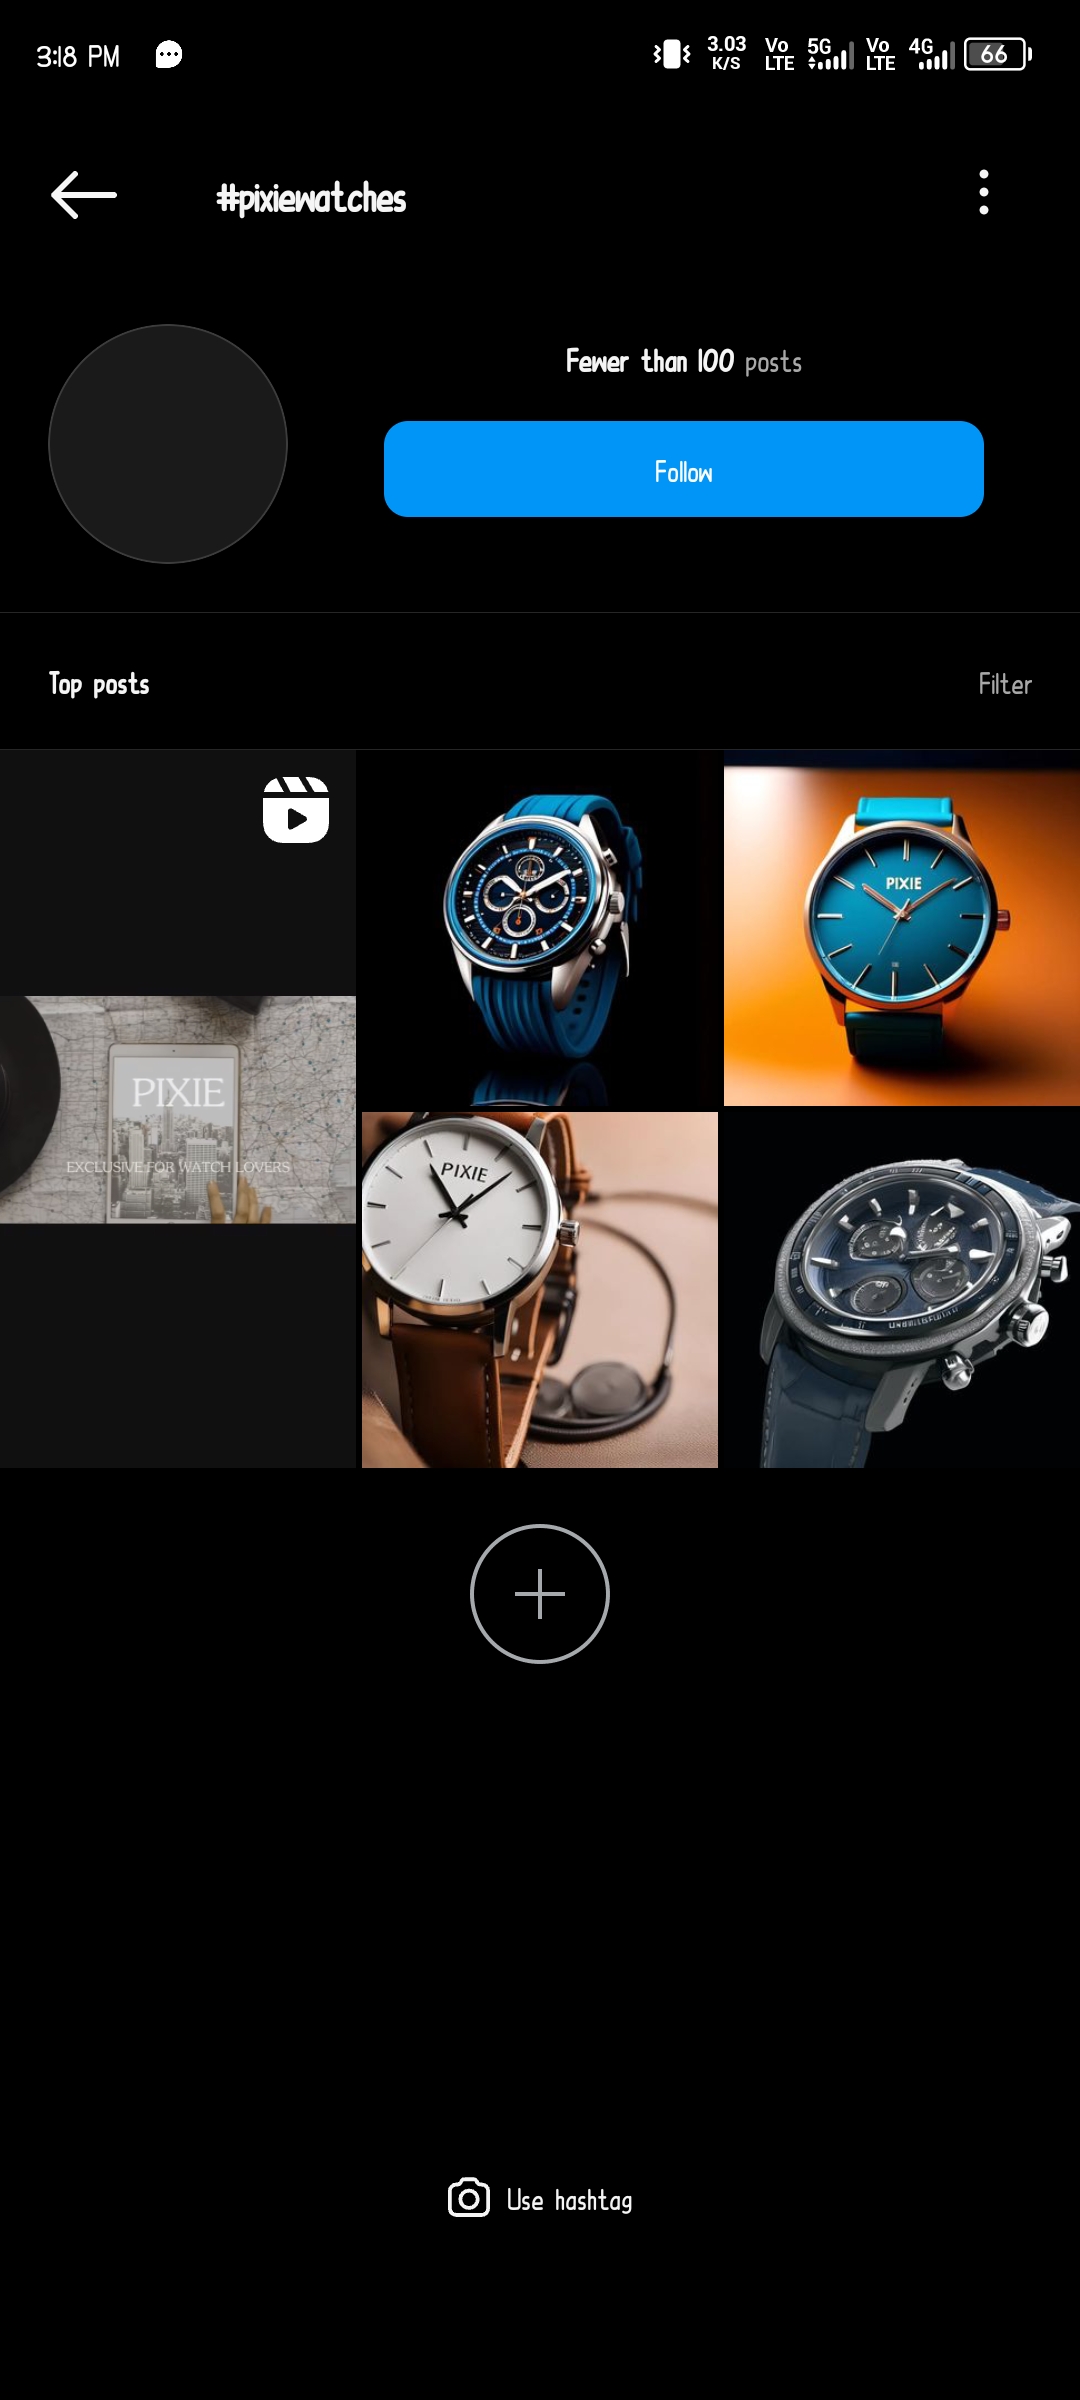 3:18 PM
3.03 K/S
Vo LTE
5G
Vo LTE
4G
66
#pixiewatches
Fewer than 100 posts
Follow
Top posts
Filter
PIXIE
EXCLUSIVE FOR WATCH LOVERS
PIXIE
PIXIE
Use hashtag